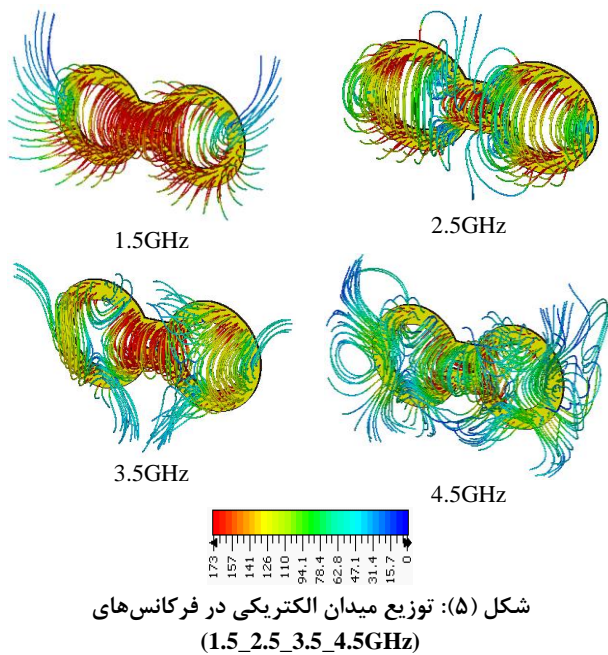 1.5GHz
2.5GHz
3.5GHz
4.5GHz
173 157 141 126 110 94.1 78.4 62.8 47.1 31.4 15.7 0
شکل (۵): توزیع میدان الکتریکی در فرکانس‌های
(1.5_2.5_3.5_4.5GHz)